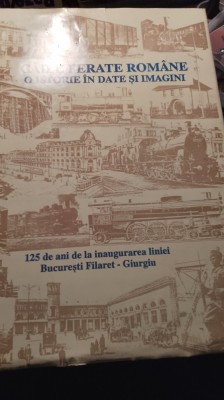 CĂILE FERATE ROMÂNE
O ISTORIE ÎN DATE ȘI IMAGINI
125 de ani de la inaugurarea liniei
București Filaret - Giurgiu